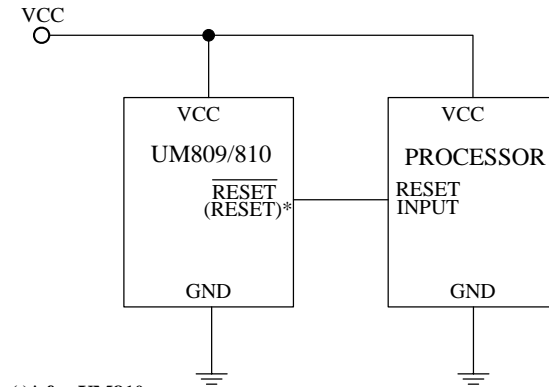 VCC
VCC
UM809/810
RESET
(RESET)*
GND
VCC
PROCESSOR
RESET
INPUT
GND